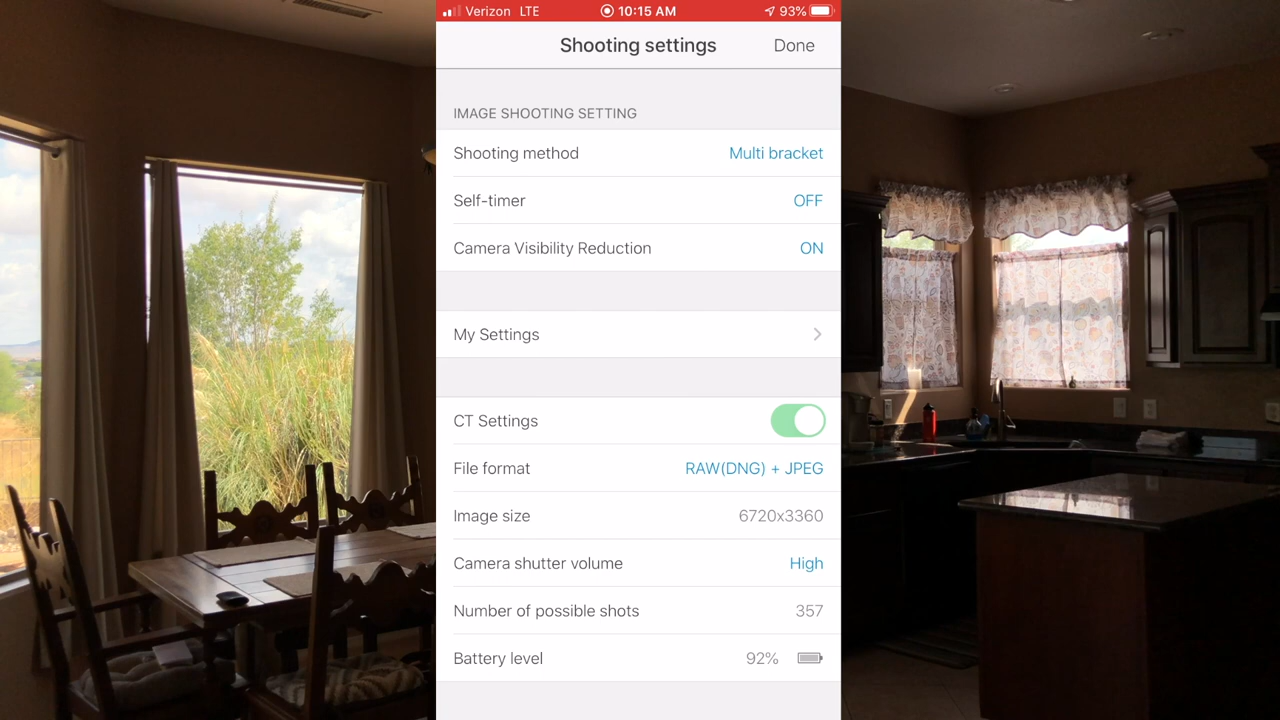 Verizon LTE 10:15 AM 93%
Shooting settings Done
IMAGE SHOOTING SETTING
Shooting method Multi bracket
Self-timer OFF
Camera Visibility Reduction ON
My Settings
CT Settings
File format RAW(DNG) + JPEG
Image size 6720x3360
Camera shutter volume High
Number of possible shots 357
Battery level 92%